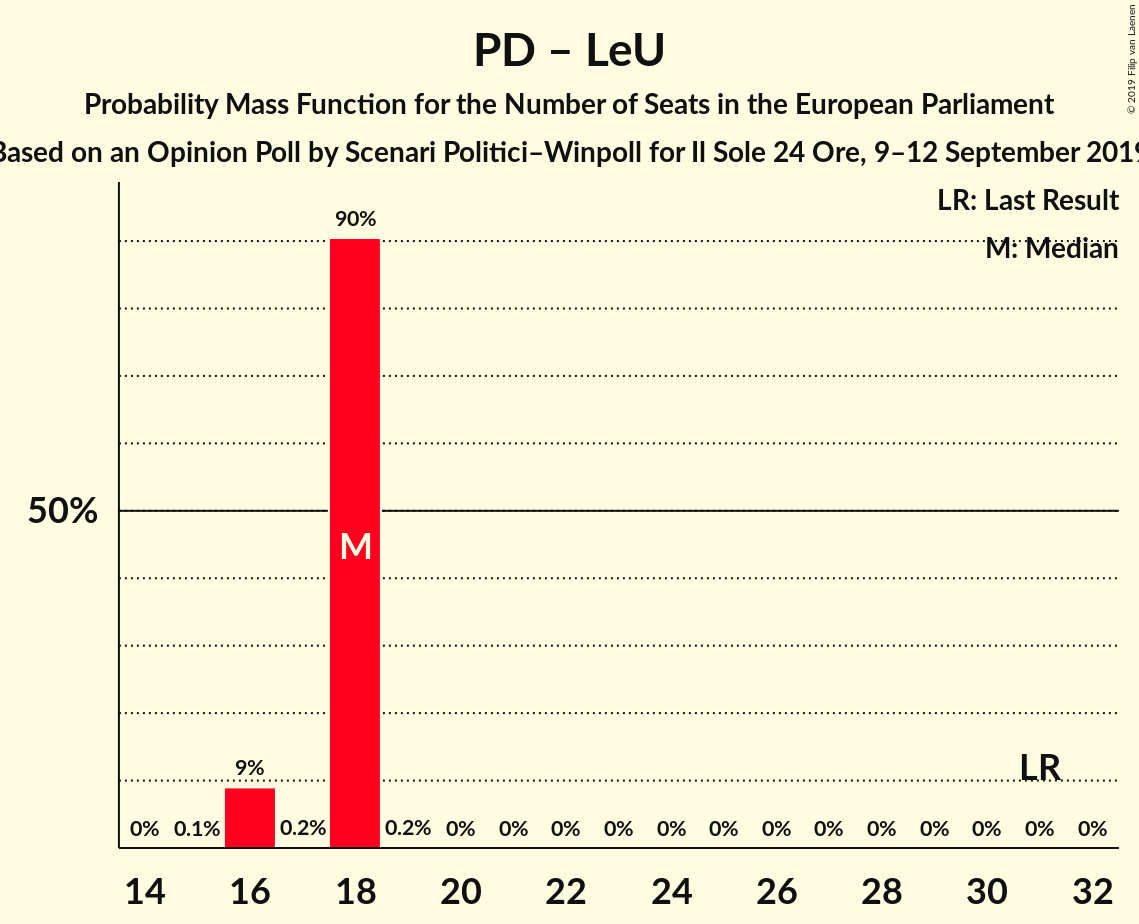 PD – LeU
Probability Mass Function for the Number of Seats in the European Parliament
Based on an Opinion Poll by Scenari Politici–Winpoll for Il Sole 24 Ore, 9–12 September 2019
© 2019 Filip van Laenen
LR: Last Result
M: Median
90%
50%
M
9%
LR
0% 0.1% 0.2% 0.2% 0% 0% 0% 0% 0% 0% 0% 0% 0% 0% 0% 0% 0%
14 16 18 20 22 24 26 28 30 32